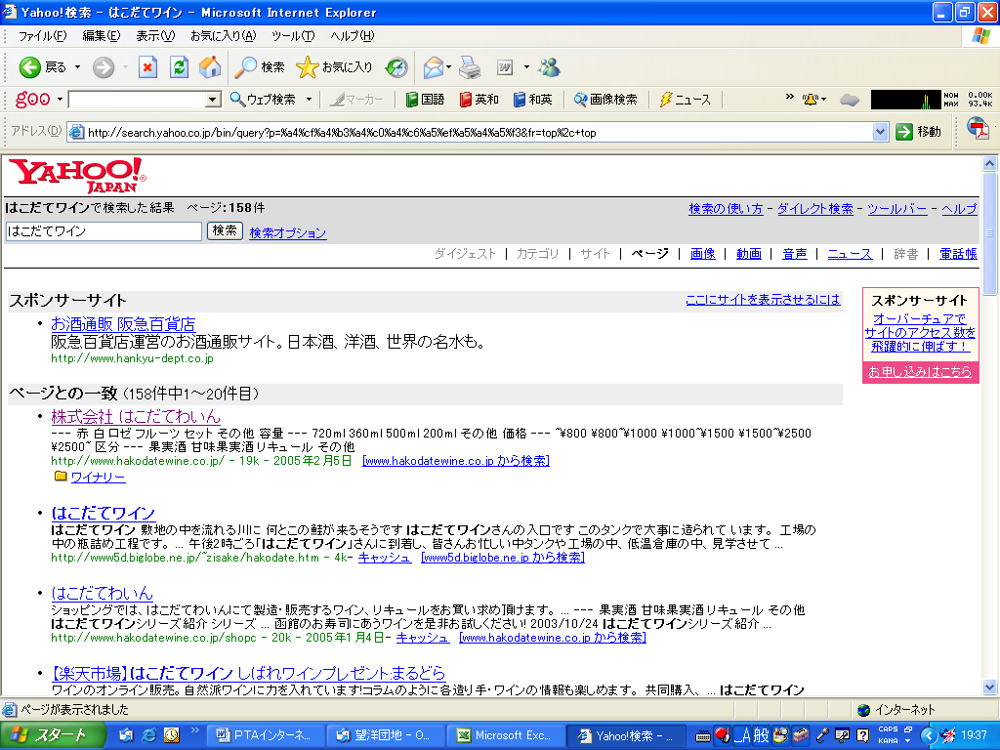 Yahoo!検索 - はこだてワイン - Microsoft Internet Explorer
ファイル(F) 編集(E) 表示(V) お気に入り(A) ツール(T) ヘルプ(H)
戻る 検索 お気に入り
goo ウェブ検索 マーカー 国語 英和 和英 画像検索 ニュース » NOW 0.00K MAX 93.4K
アドレス(D) http://search.yahoo.co.jp/bin/query?p=%a4%cf%a4%b3%a4%c0%a4%c6%a5%ef%a5%a4%a5%f3&fr=top%2c+top 移動
YAHOO! JAPAN
はこだてワインで検索した結果 ページ:158件 検索の使い方 - ダイレクト検索 - ツールバー - ヘルプ
はこだてワイン 検索 検索オプション
ダイジェスト | カテゴリ | サイト | ページ | 画像 | 動画 | 音声 | ニュース | 辞書 | 電話帳
スポンサーサイト ここにサイトを表示させるには
• お酒通販 阪急百貨店
阪急百貨店運営のお酒通販サイト。日本酒、洋酒、世界の名水も。
http://www.hankyu-dept.co.jp
スポンサーサイト
オーバーチュアで
サイトのアクセス数を
飛躍的に伸ばす!
お申し込みはこちら
ページとの一致 (158件中1〜20件目)
• 株式会社 はこだてわいん
--- 赤 白 ロゼ フルーツ セット その他 容量 --- 720ml 360ml 500ml 200ml その他 価格 --- ~¥800 ¥800~¥1000 ¥1000~¥1500 ¥1500~¥2500
¥2500~ 区分 --- 果実酒 甘味果実酒 リキュール その他
http://www.hakodatewine.co.jp/ - 19k - 2005年2月5日 [www.hakodatewine.co.jp から検索]
ワイナリー
• はこだてワイン
はこだてワイン 敷地の中を流れる川に 何とこの鮭が来るそうです はこだてワインさんの入口です このタンクで大事に造られて います。 工場の
中の瓶詰め工程です。 ... 午後2時ごろ「はこだてワイン」さんに到着し、皆さんお忙しい中タンクや工場の中、低温倉庫の中、見学させて ...
http://www5d.biglobe.ne.jp/~zisake/hakodate.htm - 4k- キャッシュ [www5d.biglobe.ne.jp から検索]
• はこだてわいん
ショッピングでは、はこだてわいんにて製造・販売するワイン、リキュールをお買い求め頂けます。 ... --- 果実酒 甘味果実酒 リキュール その他
はこだてワインシリーズ紹介 シリーズ ... 函館のお寿司にあうワインを是非お試しください! 2003/10/24 はこだてワインシリーズ紹介 ...
http://www.hakodatewine.co.jp/shopc - 20k - 2005年1月4日- キャッシュ [www.hakodatewine.co.jp から検索]
• 【楽天市場】はこだてワイン しばれワインプレゼント:まるどら
ワインのオンライン販売。自然派ワインに力を入れています!コラムのように各造り手・ワインの情報も楽しめます。 共同購入、 ... はこだてワイン
ページが表示されました インターネット
スタート » PTAインターネ... 望洋団地 - O... Microsoft Exc... Yahoo!検索 - ... A 般 CAPS KANA 19:37